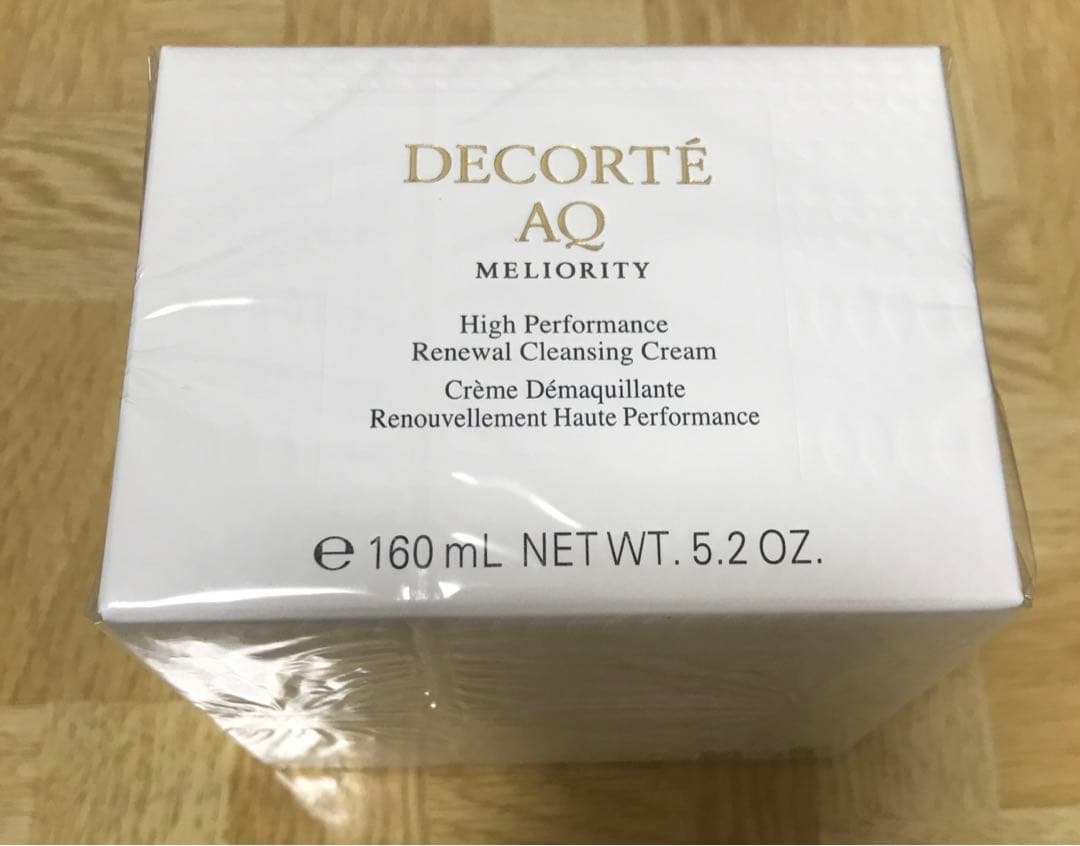 DECORTÉ
AQ
MELIORITY
High Performance
Renewal Cleansing Cream
Crème Démaquillante
Renouvellement Haute Performance
℮ 160 mL NET WT. 5.2 OZ.